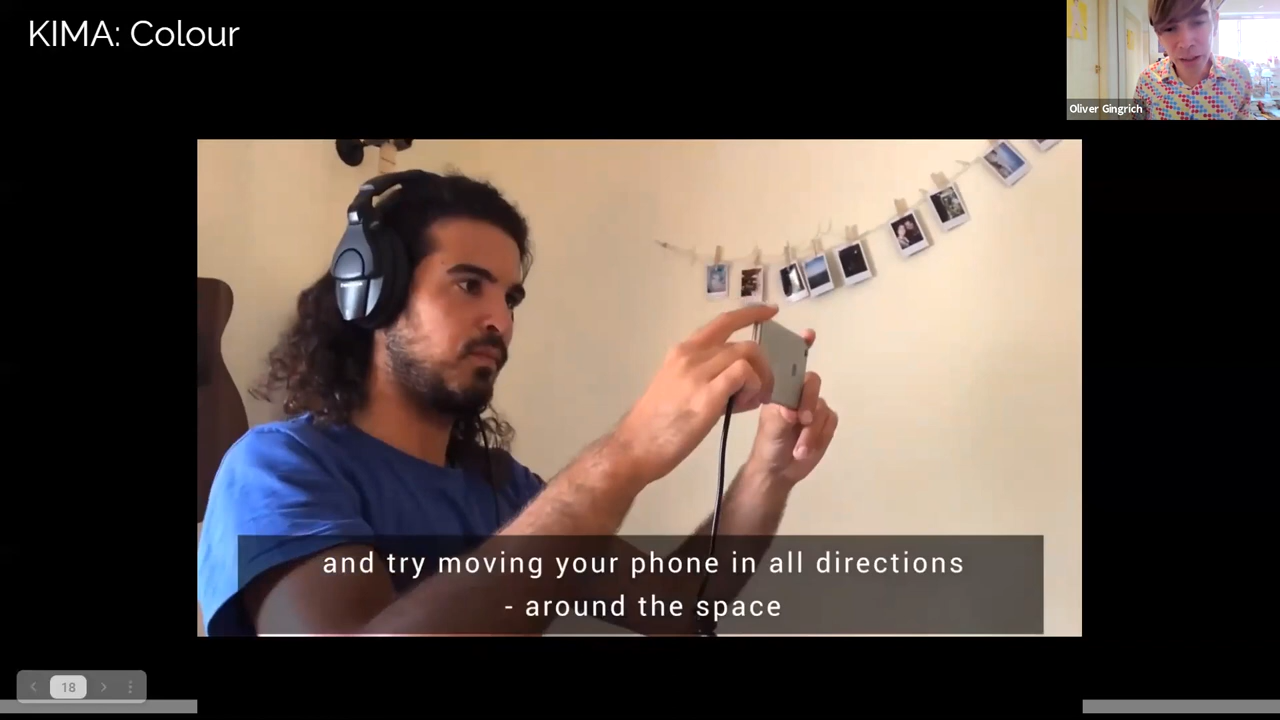 KIMA: Colour
Oliver Gingrich
and try moving your phone in all directions
- around the space
18